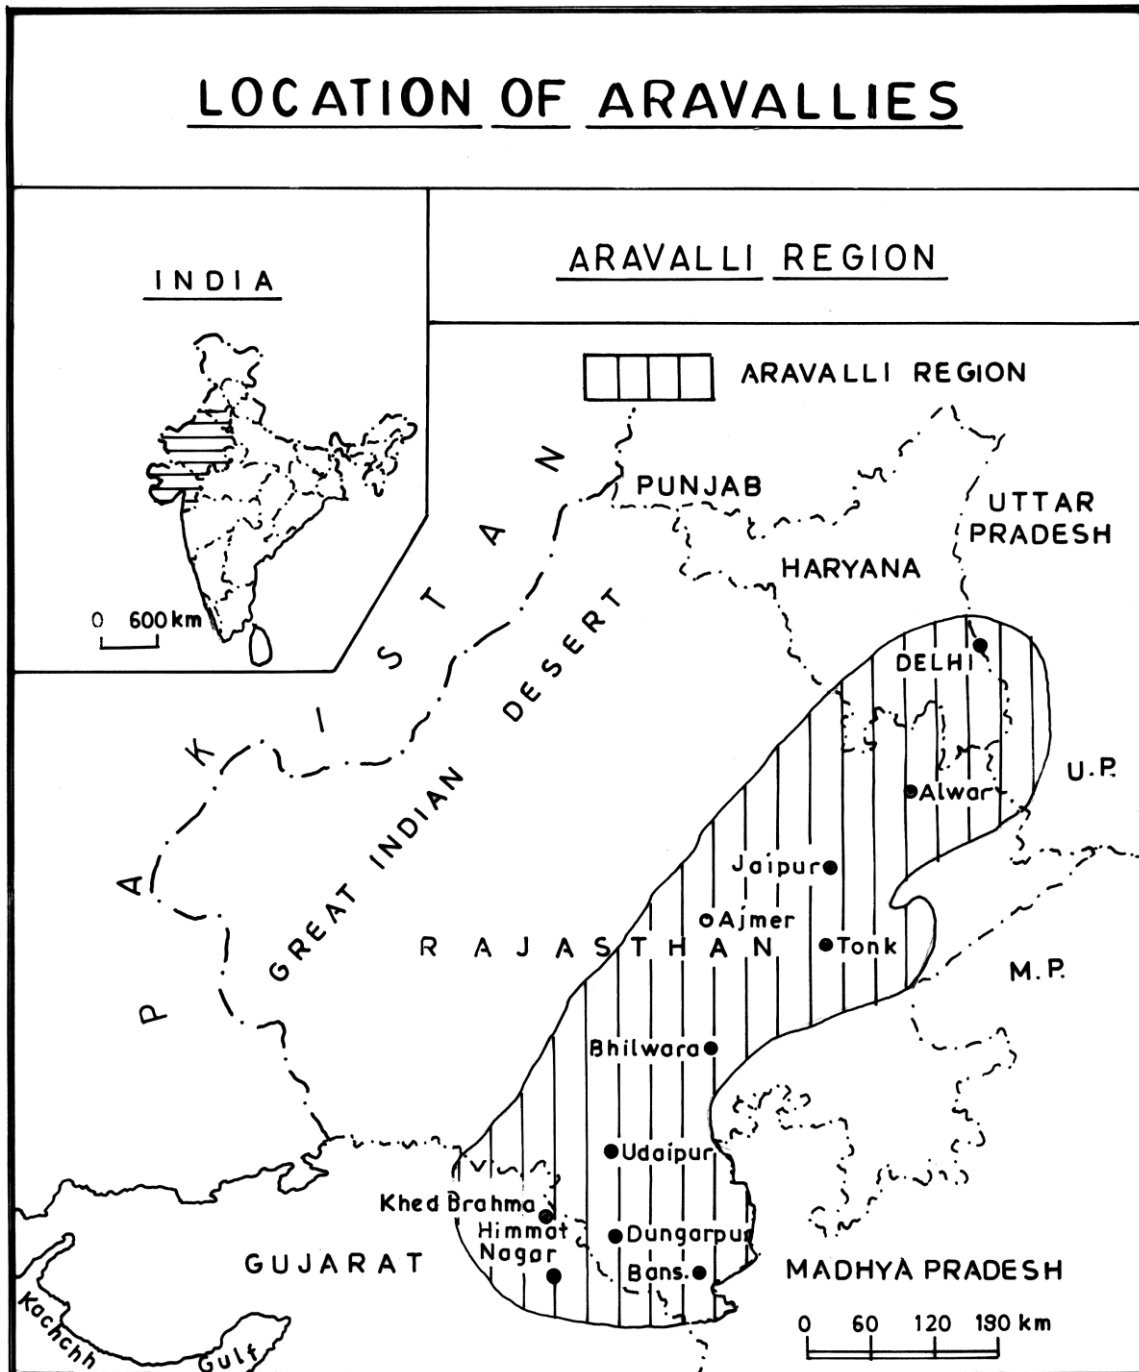 LOCATION OF ARAVALLIES
INDIA
0 600 km
ARAVALLI REGION
ARAVALLI REGION
PAKISTAN
PUNJAB
UTTAR
PRADESH
HARYANA
GREAT INDIAN DESERT
DELHI
U.P.
Alwar
Jaipur
Ajmer
RAJASTHAN
Tonk
M.P.
Bhilwara
Udaipur
Khed Brahma
Himmat
Nagar
Dungarpur
GUJARAT
Bans.
MADHYA PRADESH
Kachchh
Gulf
0 60 120 180 km